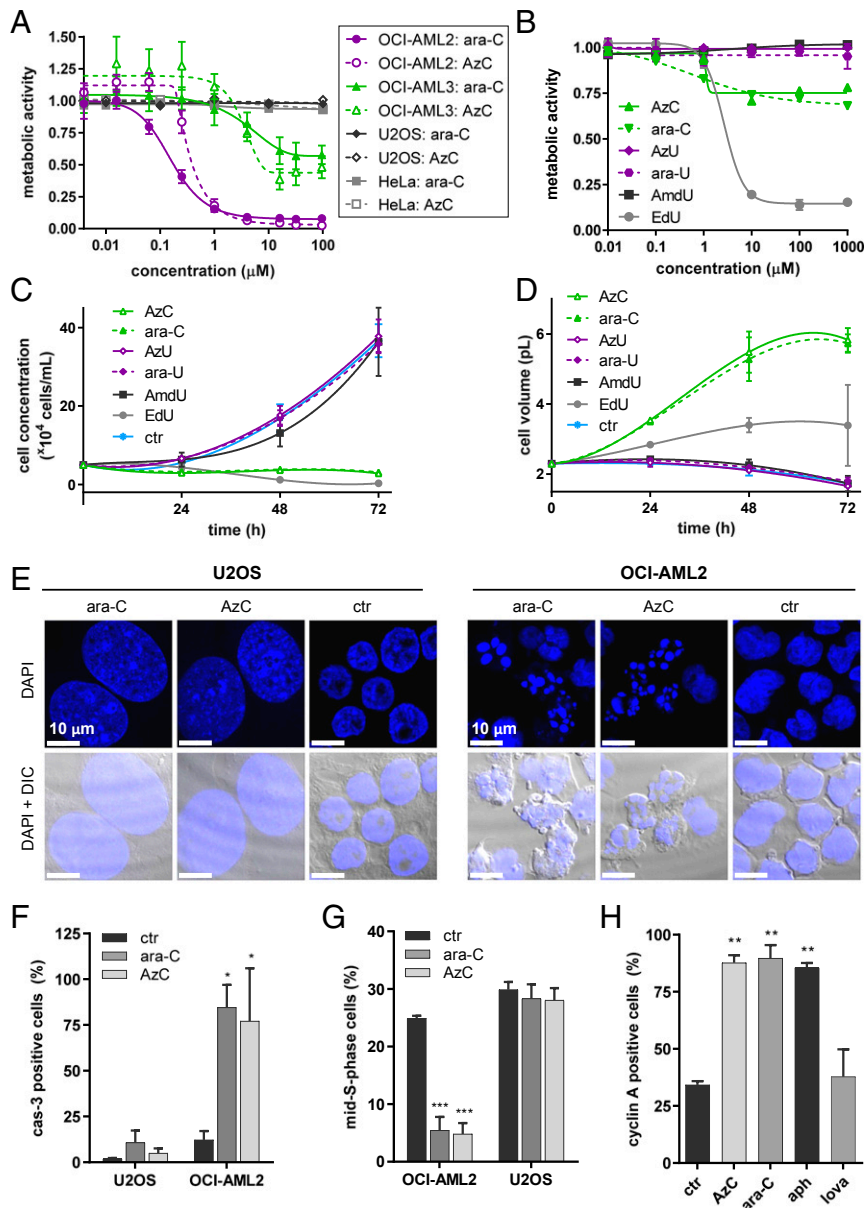 A
1.50
1.25
1.00
0.75
0.50
0.25
0.00
metabolic activity
0.01
0.1
1
10
100
concentration (μM)
OCI-AML2: ara-C
OCI-AML2: AzC
OCI-AML3: ara-C
OCI-AML3: AzC
U2OS: ara-C
U2OS: AzC
HeLa: ara-C
HeLa: AzC
B
1.00
0.75
0.50
0.25
0.00
metabolic activity
AzC
ara-C
AzU
ara-U
AmdU
EdU
0.01
0.1
1
10
100
1000
concentration (μM)
C
40
20
0
cell concentration
(×10⁴ cells/mL)
AzC
ara-C
AzU
ara-U
AmdU
EdU
ctr
24
48
72
time (h)
D
6
4
2
cell volume (pL)
AzC
ara-C
AzU
ara-U
AmdU
EdU
ctr
0
24
48
72
time (h)
E
U2OS
OCI-AML2
ara-C
AzC
ctr
ara-C
AzC
ctr
DAPI
10 μm
10 μm
DAPI + DIC
F
125
100
75
50
25
0
cas-3 positive cells (%)
ctr
ara-C
AzC
*
*
U2OS
OCI-AML2
G
40
30
20
10
0
mid-S-phase cells (%)
ctr
ara-C
AzC
***
***
OCI-AML2
U2OS
H
100
75
50
25
0
cyclin A positive cells (%)
**
**
**
ctr
AzC
ara-C
aph
lova